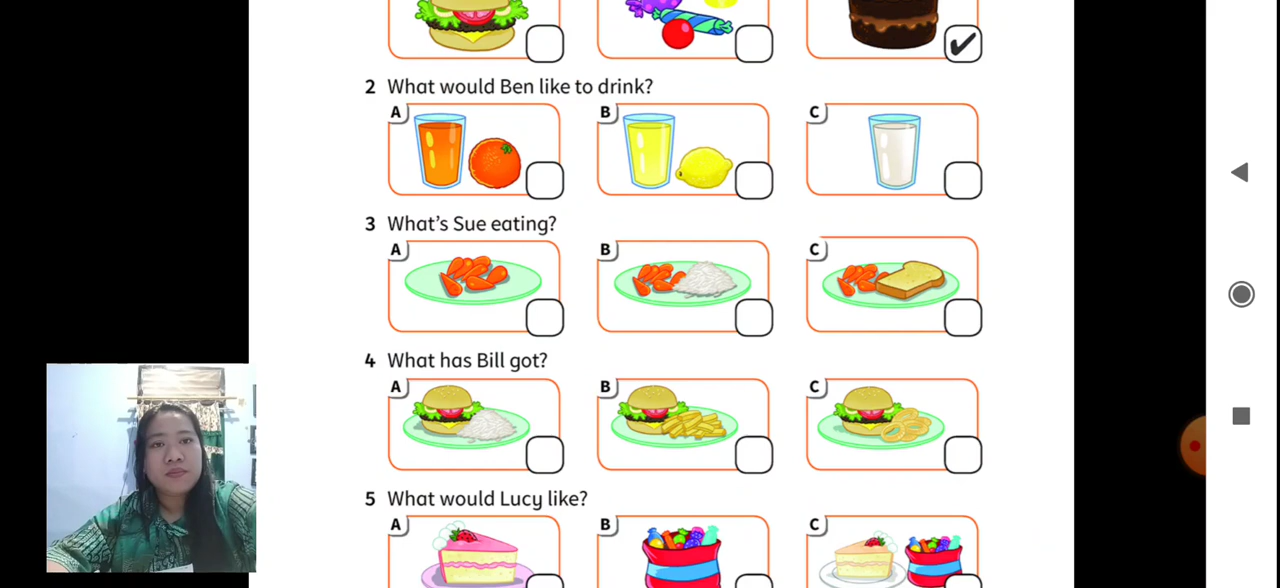 2 What would Ben like to drink?
A B C
3 What's Sue eating?
A B C
4 What has Bill got?
A B C
5 What would Lucy like?
A B C